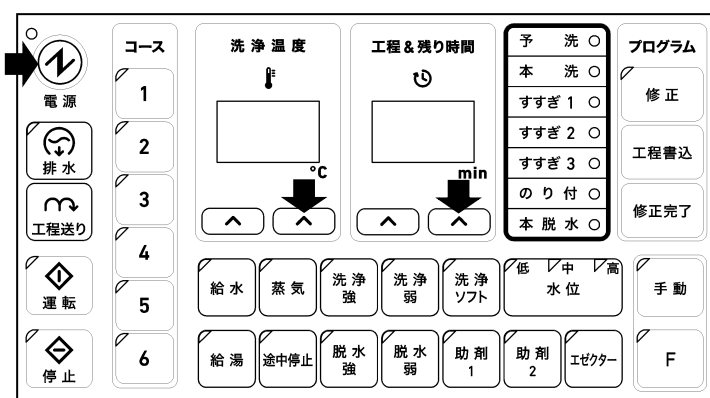 電源
排水
工程送り
運転
停止
コース
1
2
3
4
5
6
洗浄温度
℃
工程&残り時間
min
予洗
本洗
すすぎ1
すすぎ2
すすぎ3
のり付
本脱水
プログラム
修正
工程書込
修正完了
給水
蒸気
洗浄
強
洗浄
弱
洗浄
ソフト
低 中 高
水位
手動
給湯
途中停止
脱水
強
脱水
弱
助剤
1
助剤
2
エゼクター
F